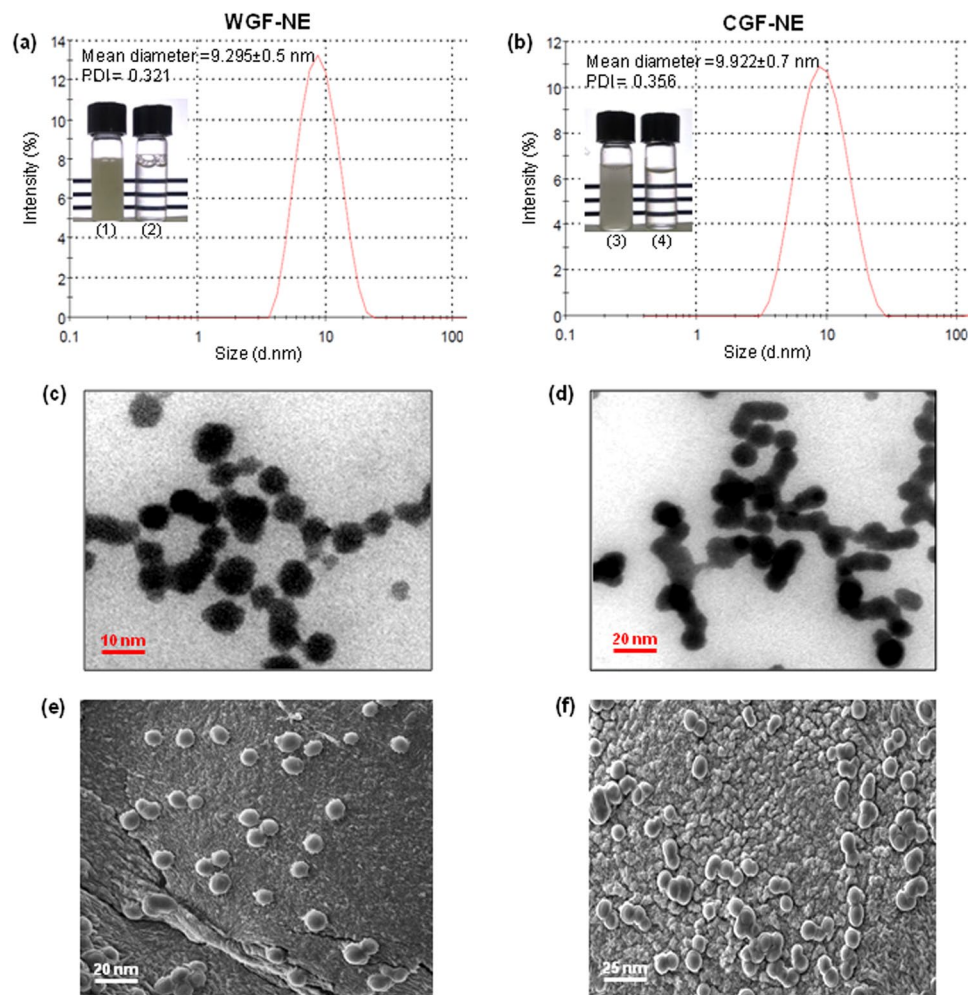 WGF-NE
CGF-NE
(a)
Mean diameter =9.295±0.5 nm
PDI = 0.321
14
12
10
8
6
4
2
0
Intensity (%)
(1)
(2)
0.1
1
10
100
Size (d.nm)
(b)
Mean diameter =9.922±0.7 nm
PDI = 0.356
12
10
8
6
4
2
0
Intensity (%)
(3)
(4)
0.1
1
10
100
Size (d.nm)
(c)
10 nm
(d)
20 nm
(e)
20 nm
(f)
25 nm